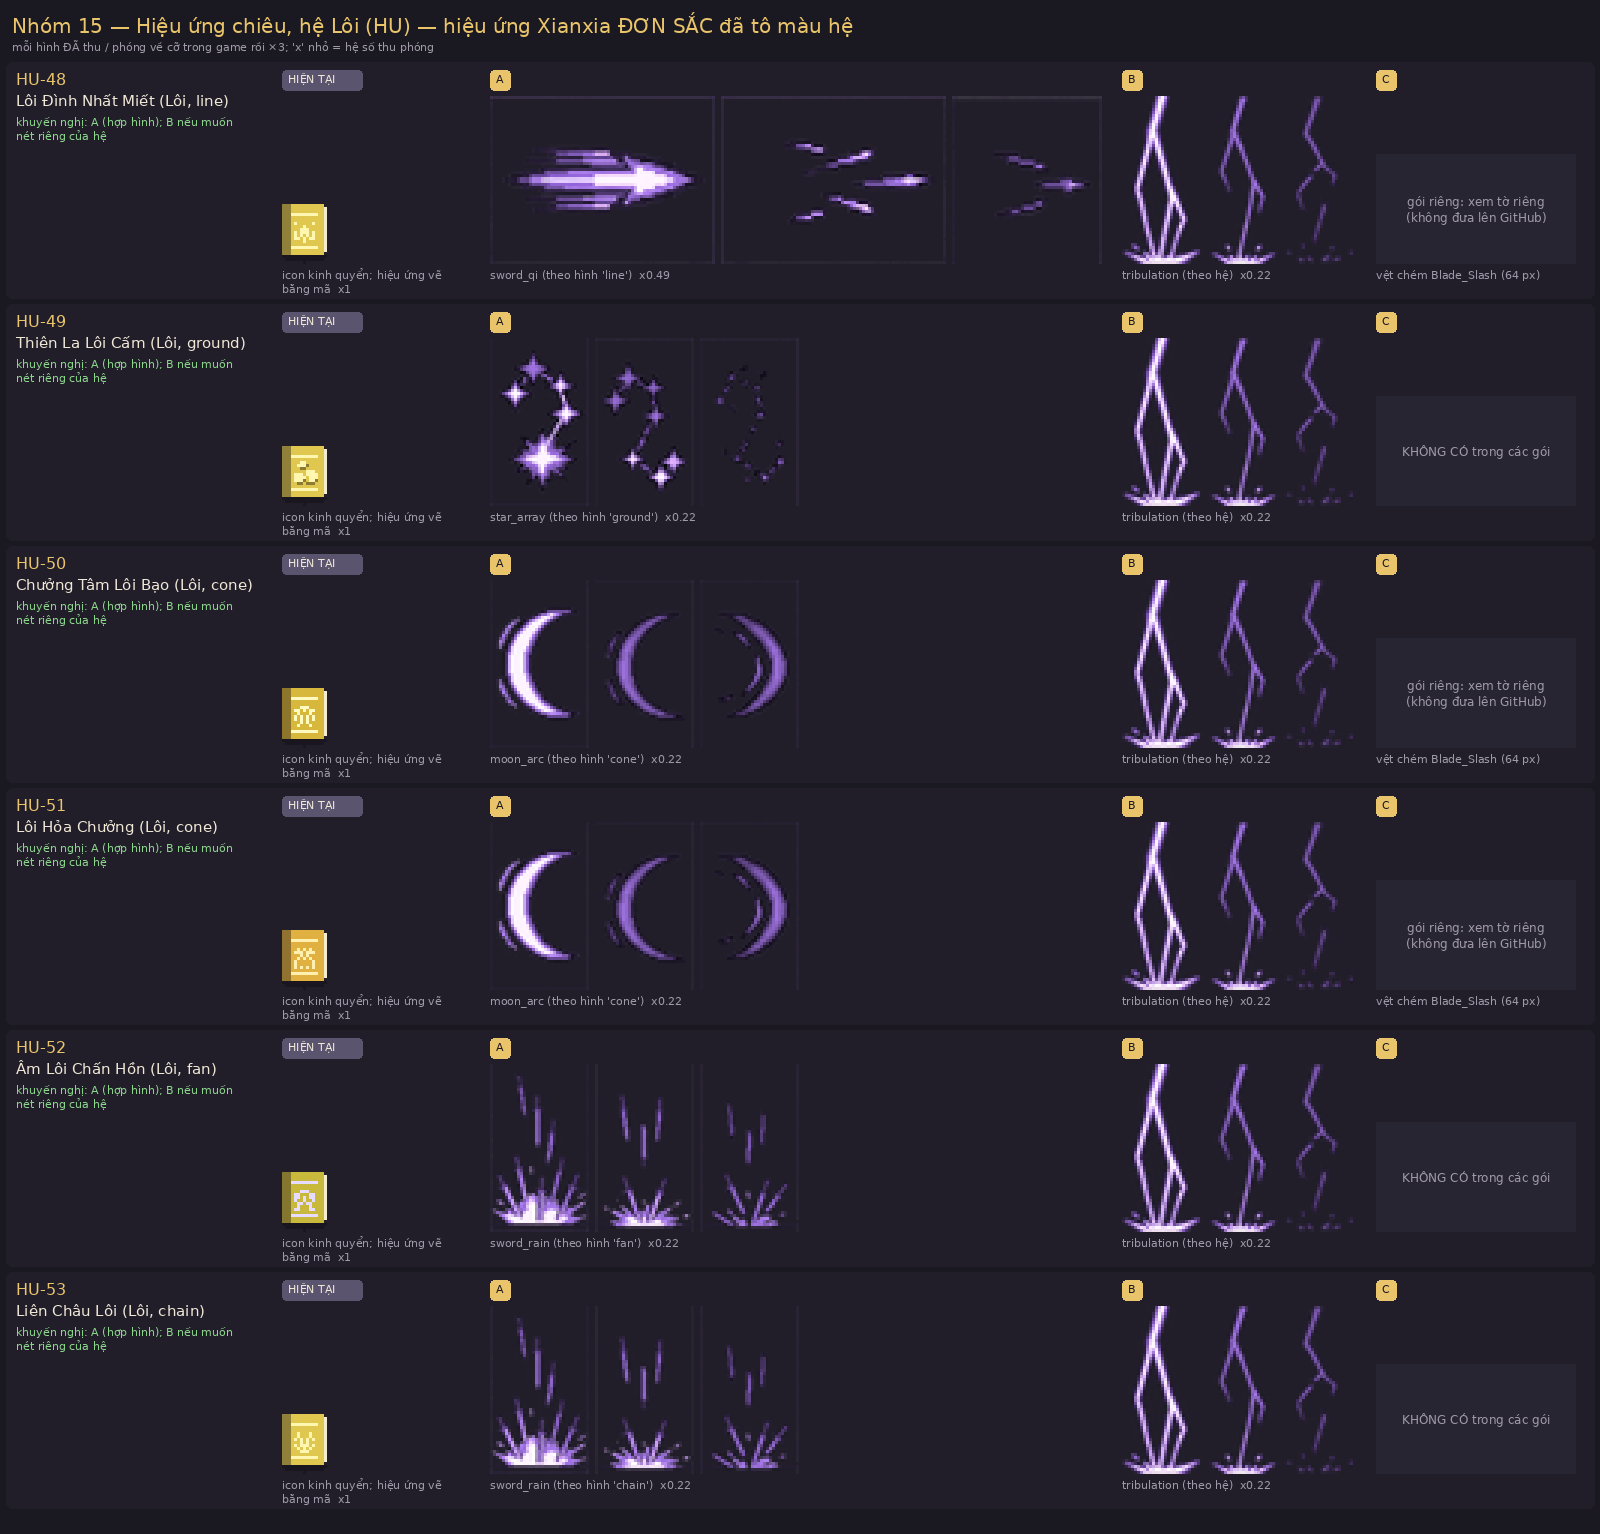 Nhóm 15 — Hiệu ứng chiêu, hệ Lôi (HU) — hiệu ứng Xianxia ĐƠN SẮC đã tô màu hệ
mỗi hình ĐÃ thu / phóng về cỡ trong game rồi ×3; 'x' nhỏ = hệ số thu phóng
HU-48
Lôi Đình Nhất Miết (Lôi, line)
khuyến nghị: A (hợp hình); B nếu muốn
nét riêng của hệ
HIỆN TẠI
icon kinh quyển; hiệu ứng vẽ
bằng mã x1
A
sword_qi (theo hình 'line') x0.49
B
tribulation (theo hệ) x0.22
C
gói riêng: xem tờ riêng
(không đưa lên GitHub)
vệt chém Blade_Slash (64 px)
HU-49
Thiên La Lôi Cấm (Lôi, ground)
khuyến nghị: A (hợp hình); B nếu muốn
nét riêng của hệ
HIỆN TẠI
icon kinh quyển; hiệu ứng vẽ
bằng mã x1
A
star_array (theo hình 'ground') x0.22
B
tribulation (theo hệ) x0.22
C
KHÔNG CÓ trong các gói
HU-50
Chưởng Tâm Lôi Bạo (Lôi, cone)
khuyến nghị: A (hợp hình); B nếu muốn
nét riêng của hệ
HIỆN TẠI
icon kinh quyển; hiệu ứng vẽ
bằng mã x1
A
moon_arc (theo hình 'cone') x0.22
B
tribulation (theo hệ) x0.22
C
gói riêng: xem tờ riêng
(không đưa lên GitHub)
vệt chém Blade_Slash (64 px)
HU-51
Lôi Hỏa Chưởng (Lôi, cone)
khuyến nghị: A (hợp hình); B nếu muốn
nét riêng của hệ
HIỆN TẠI
icon kinh quyển; hiệu ứng vẽ
bằng mã x1
A
moon_arc (theo hình 'cone') x0.22
B
tribulation (theo hệ) x0.22
C
gói riêng: xem tờ riêng
(không đưa lên GitHub)
vệt chém Blade_Slash (64 px)
HU-52
Âm Lôi Chấn Hồn (Lôi, fan)
khuyến nghị: A (hợp hình); B nếu muốn
nét riêng của hệ
HIỆN TẠI
icon kinh quyển; hiệu ứng vẽ
bằng mã x1
A
sword_rain (theo hình 'fan') x0.22
B
tribulation (theo hệ) x0.22
C
KHÔNG CÓ trong các gói
HU-53
Liên Châu Lôi (Lôi, chain)
khuyến nghị: A (hợp hình); B nếu muốn
nét riêng của hệ
HIỆN TẠI
icon kinh quyển; hiệu ứng vẽ
bằng mã x1
A
sword_rain (theo hình 'chain') x0.22
B
tribulation (theo hệ) x0.22
C
KHÔNG CÓ trong các gói